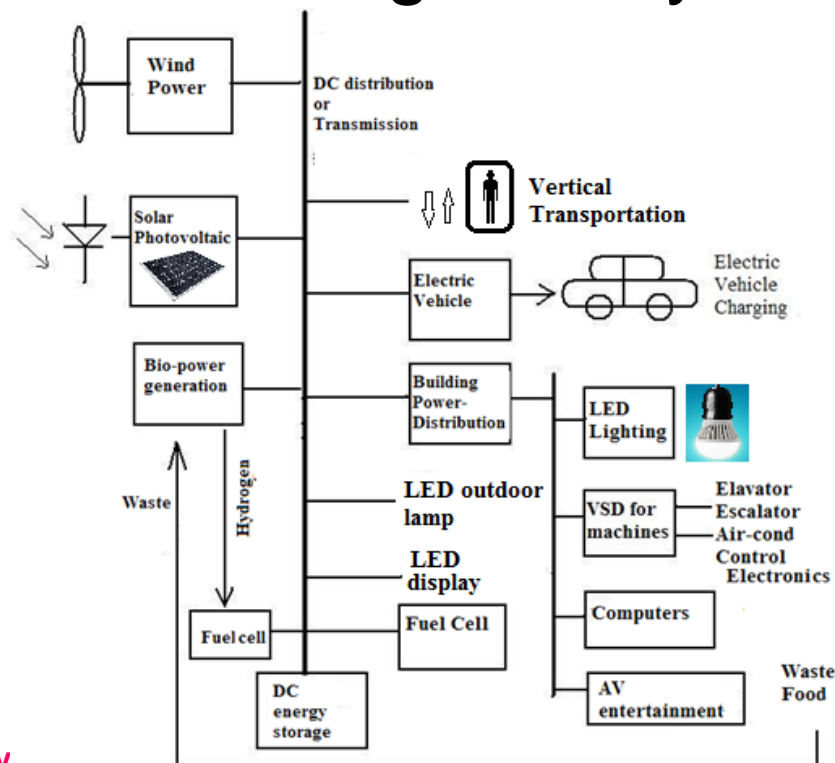 Wind
Power
DC distribution
or
Transmission
Vertical
Transportation
Solar
Photovoltaic
Electric
Vehicle
Electric
Vehicle
Charging
Bio-power
generation
Building
Power-
Distribution
LED
Lighting
Waste
Hydrogen
LED outdoor
lamp
VSD for
machines
Elavator
Escalator
Air-cond
Control
Electronics
LED
display
Fuel cell
Fuel Cell
Computers
DC
energy
storage
AV
entertainment
Waste
Food